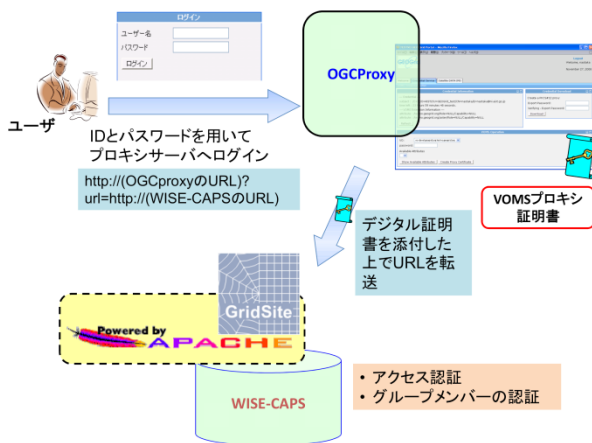 ログイン
ユーザー名
パスワード
ログイン
OGCProxy
ユーザ
IDとパスワードを用いて
プロキシサーバへログイン
http://(OGCproxyのURL)?
url=http://(WISE-CAPSのURL)
VOMSプロキシ
証明書
デジタル証明
書を添付した
上でURLを転
送
GridSite
Powered by
APACHE
WISE-CAPS
• アクセス認証
• グループメンバーの認証